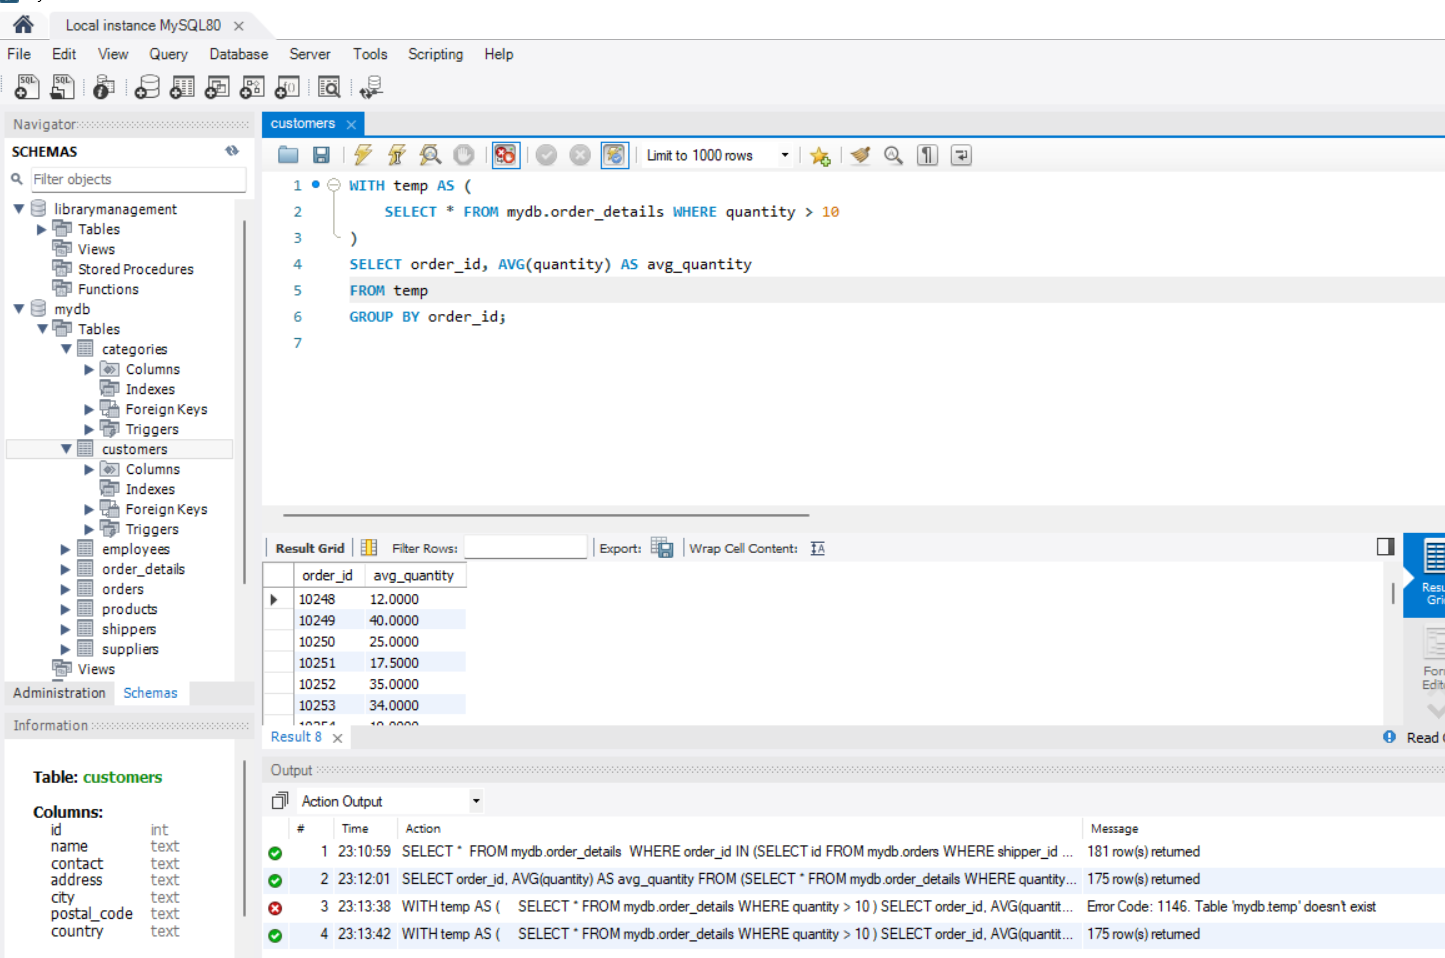 Local instance MySQL80
File Edit View Query Database Server Tools Scripting Help
Navigator
SCHEMAS
Filter objects
librarymanagement
Tables
Views
Stored Procedures
Functions
mydb
Tables
categories
Columns
Indexes
Foreign Keys
Triggers
customers
Columns
Indexes
Foreign Keys
Triggers
employees
order_details
orders
products
shippers
suppliers
Views
Administration Schemas
Information
Table: customers
Columns:
id int
name text
contact text
address text
city text
postal_code text
country text
customers
Limit to 1000 rows
1 WITH temp AS (
2 SELECT * FROM mydb.order_details WHERE quantity > 10
3 )
4 SELECT order_id, AVG(quantity) AS avg_quantity
5 FROM temp
6 GROUP BY order_id;
7
Result Grid Filter Rows: Export: Wrap Cell Content:
order_id avg_quantity
10248 12.0000
10249 40.0000
10250 25.0000
10251 17.5000
10252 35.0000
10253 34.0000
Result 8
Read
Output
Action Output
# Time Action Message
1 23:10:59 SELECT * FROM mydb.order_details WHERE order_id IN (SELECT id FROM mydb.orders WHERE shipper_id ... 181 row(s) returned
2 23:12:01 SELECT order_id, AVG(quantity) AS avg_quantity FROM (SELECT * FROM mydb.order_details WHERE quantity... 175 row(s) returned
3 23:13:38 WITH temp AS ( SELECT * FROM mydb.order_details WHERE quantity > 10 ) SELECT order_id, AVG(quantit... Error Code: 1146. Table 'mydb.temp' doesn't exist
4 23:13:42 WITH temp AS ( SELECT * FROM mydb.order_details WHERE quantity > 10 ) SELECT order_id, AVG(quantit... 175 row(s) returned